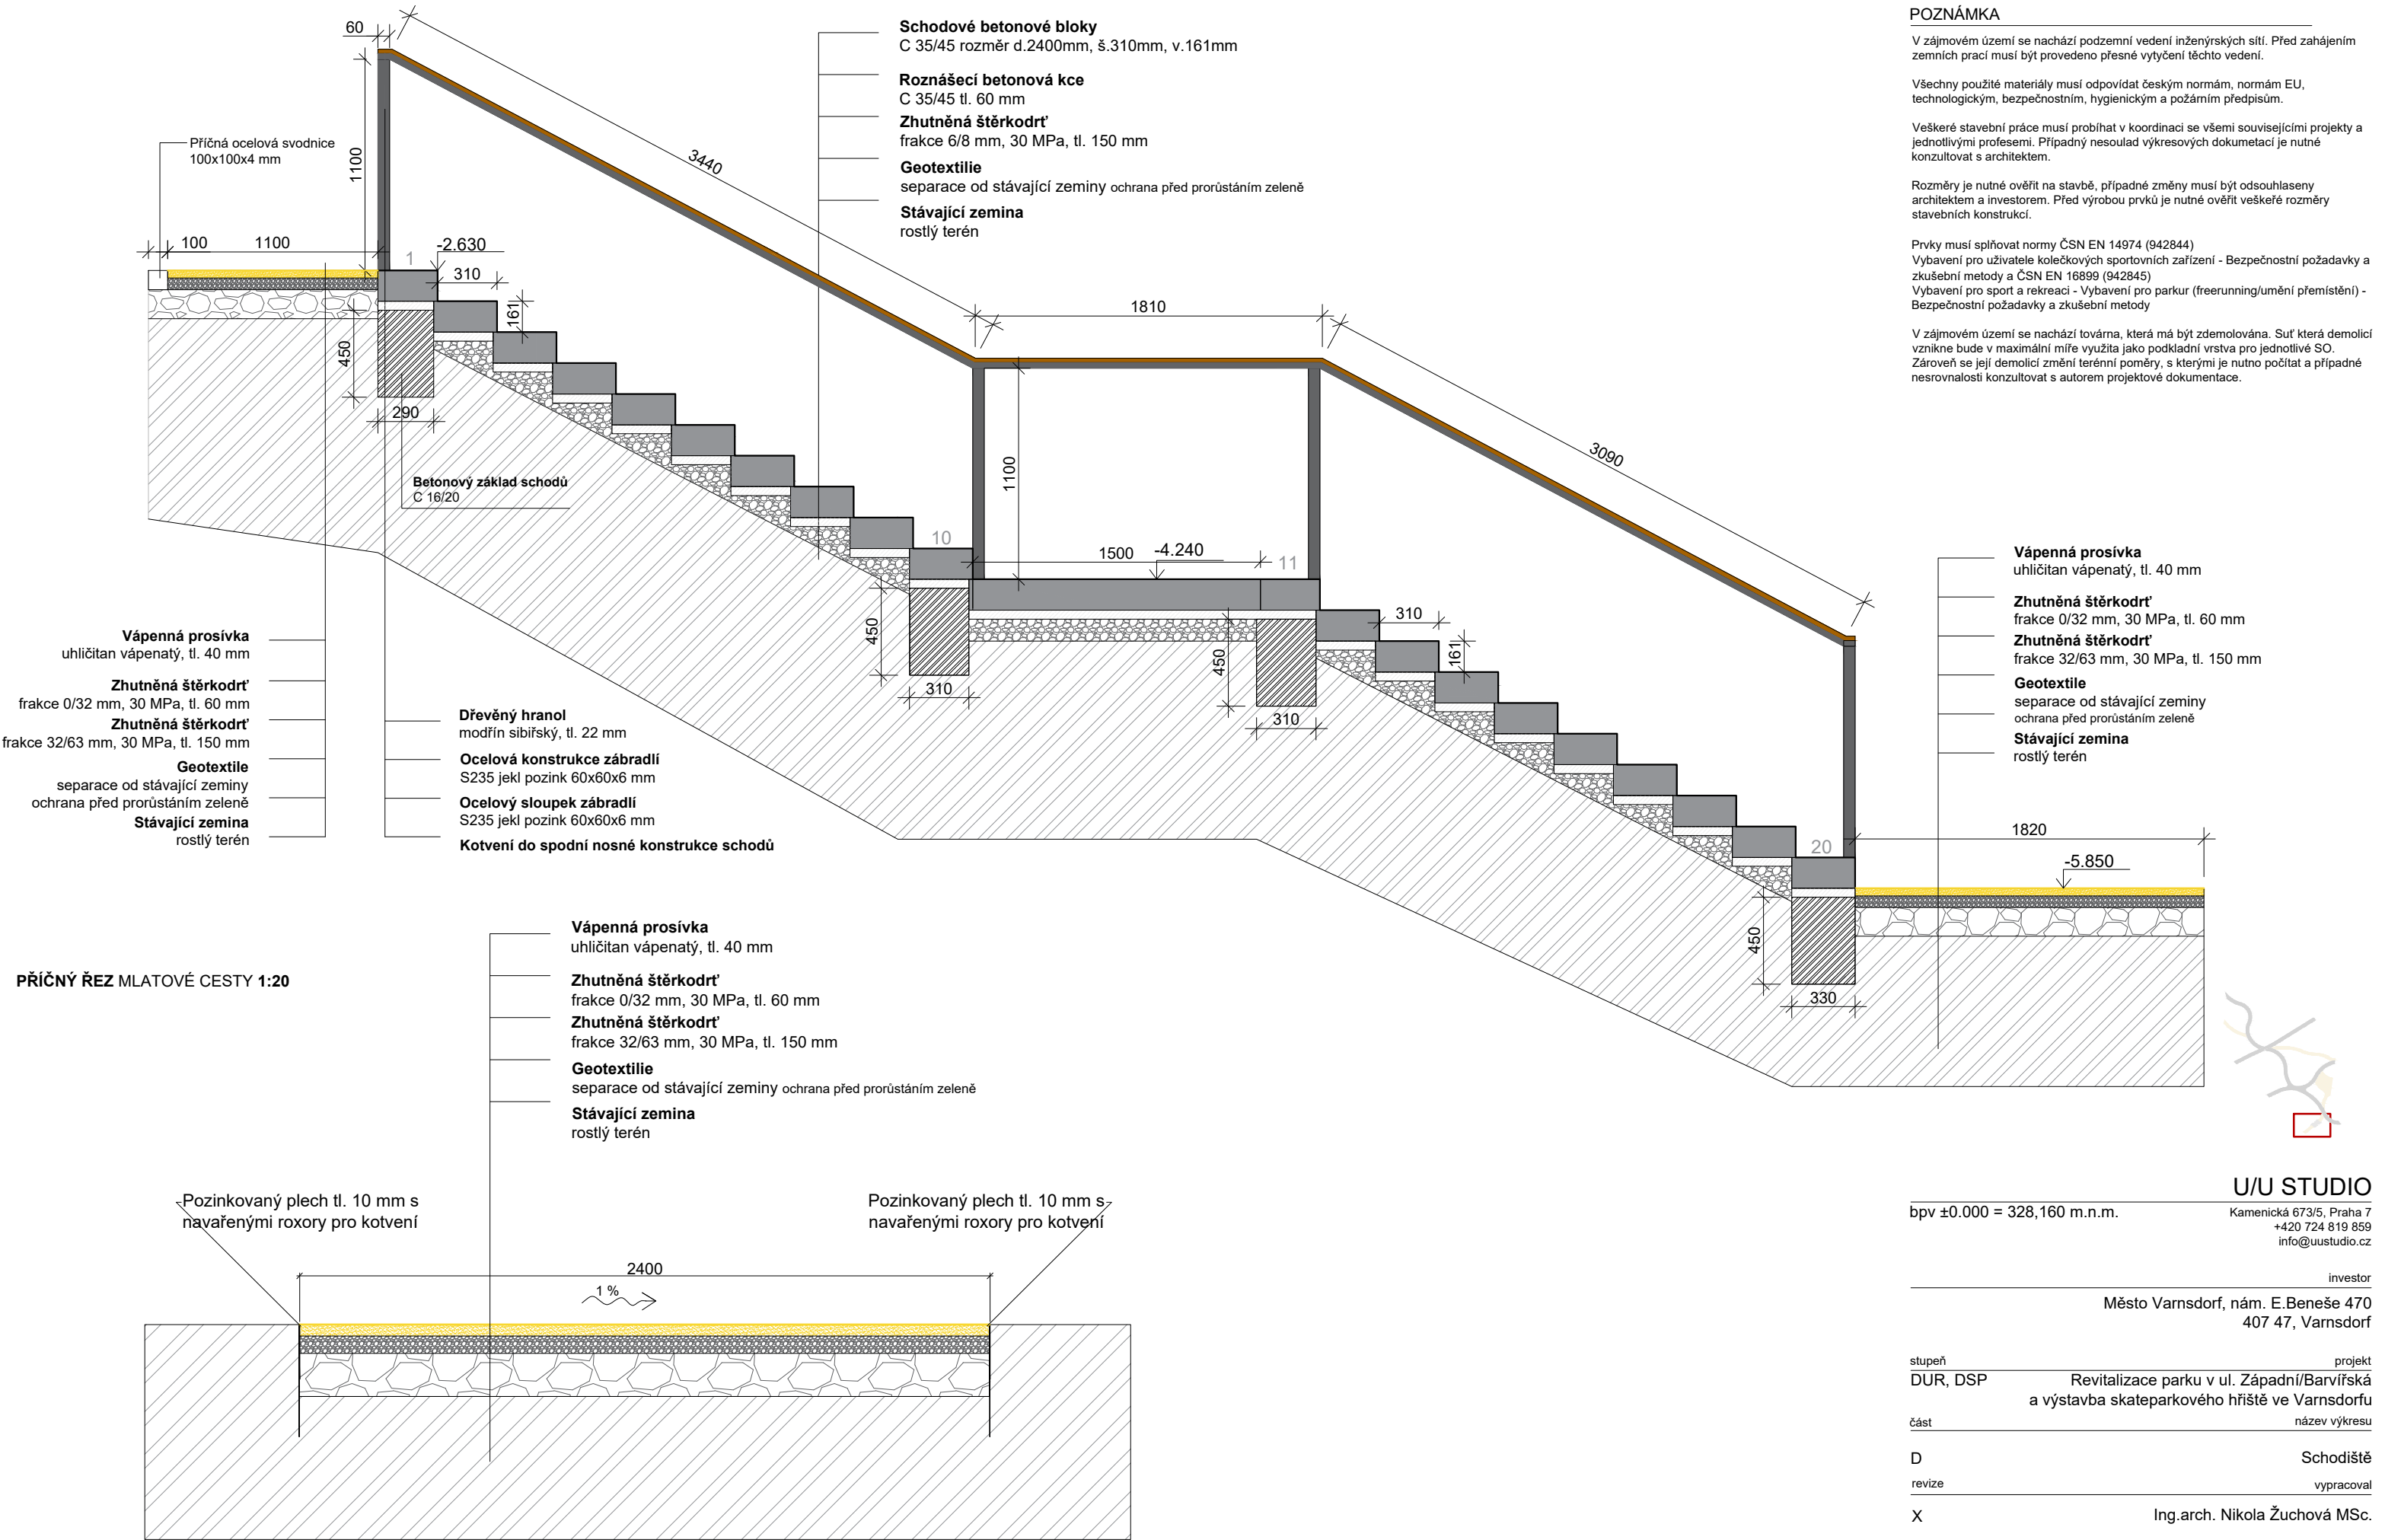 60
1100
Příčná ocelová svodnice
100x100x4 mm
100
1100
1
-2.630
310
161
450
290
Betonový základ schodů
C 16/20
3440
Schodové betonové bloky
C 35/45 rozměr d.2400mm, š.310mm, v.161mm
Roznášecí betonová kce
C 35/45 tl. 60 mm
Zhutněná štěrkodrť
frakce 6/8 mm, 30 MPa, tl. 150 mm
Geotextilie
separace od stávající zeminy ochrana před prorůstáním zeleně
Stávající zemina
rostlý terén
1810
1100
10
1500
-4.240
11
450
310
450
310
310
161
3090
20
450
330
1820
-5.850
Vápenná prosívka
uhličitan vápenatý, tl. 40 mm
Zhutněná štěrkodrť
frakce 0/32 mm, 30 MPa, tl. 60 mm
Zhutněná štěrkodrť
frakce 32/63 mm, 30 MPa, tl. 150 mm
Geotextile
separace od stávající zeminy
ochrana před prorůstáním zeleně
Stávající zemina
rostlý terén
Dřevěný hranol
modřín sibiřský, tl. 22 mm
Ocelová konstrukce zábradlí
S235 jekl pozink 60x60x6 mm
Ocelový sloupek zábradlí
S235 jekl pozink 60x60x6 mm
Kotvení do spodní nosné konstrukce schodů
Vápenná prosívka
uhličitan vápenatý, tl. 40 mm
Zhutněná štěrkodrť
frakce 0/32 mm, 30 MPa, tl. 60 mm
Zhutněná štěrkodrť
frakce 32/63 mm, 30 MPa, tl. 150 mm
Geotextile
separace od stávající zeminy
ochrana před prorůstáním zeleně
Stávající zemina
rostlý terén
PŘÍČNÝ ŘEZ MLATOVÉ CESTY 1:20
Vápenná prosívka
uhličitan vápenatý, tl. 40 mm
Zhutněná štěrkodrť
frakce 0/32 mm, 30 MPa, tl. 60 mm
Zhutněná štěrkodrť
frakce 32/63 mm, 30 MPa, tl. 150 mm
Geotextilie
separace od stávající zeminy ochrana před prorůstáním zeleně
Stávající zemina
rostlý terén
Pozinkovaný plech tl. 10 mm s
navařenými roxory pro kotvení
Pozinkovaný plech tl. 10 mm s
navařenými roxory pro kotvení
2400
1 %
POZNÁMKA
V zájmovém území se nachází podzemní vedení inženýrských sítí. Před zahájením
zemních prací musí být provedeno přesné vytyčení těchto vedení.
Všechny použité materiály musí odpovídat českým normám, normám EU,
technologickým, bezpečnostním, hygienickým a požárním předpisům.
Veškeré stavební práce musí probíhat v koordinaci se všemi souvisejícími projekty a
jednotlivými profesemi. Případný nesoulad výkresových dokumetací je nutné
konzultovat s architektem.
Rozměry je nutné ověřit na stavbě, případné změny musí být odsouhlaseny
architektem a investorem. Před výrobou prvků je nutné ověřit veškeřé rozměry
stavebních konstrukcí.
Prvky musí splňovat normy ČSN EN 14974 (942844)
Vybavení pro uživatele kolečkových sportovních zařízení - Bezpečnostní požadavky a
zkušební metody a ČSN EN 16899 (942845)
Vybavení pro sport a rekreaci - Vybavení pro parkur (freerunning/umění přemístění) -
Bezpečnostní požadavky a zkušební metody
V zájmovém území se nachází továrna, která má být zdemolována. Suť která demolicí
vznikne bude v maximální míře využita jako podkladní vrstva pro jednotlivé SO.
Zároveň se její demolicí změní terénní poměry, s kterými je nutno počítat a případné
nesrovnalosti konzultovat s autorem projektové dokumentace.
U/U STUDIO
bpv ±0.000 = 328,160 m.n.m.
Kamenická 673/5, Praha 7
+420 724 819 859
info@uustudio.cz
investor
Město Varnsdorf, nám. E.Beneše 470
407 47, Varnsdorf
stupeň projekt
DUR, DSP Revitalizace parku v ul. Západní/Barvířská
a výstavba skateparkového hřiště ve Varnsdorfu
část název výkresu
D Schodiště
revize vypracoval
X Ing.arch. Nikola Žuchová MSc.